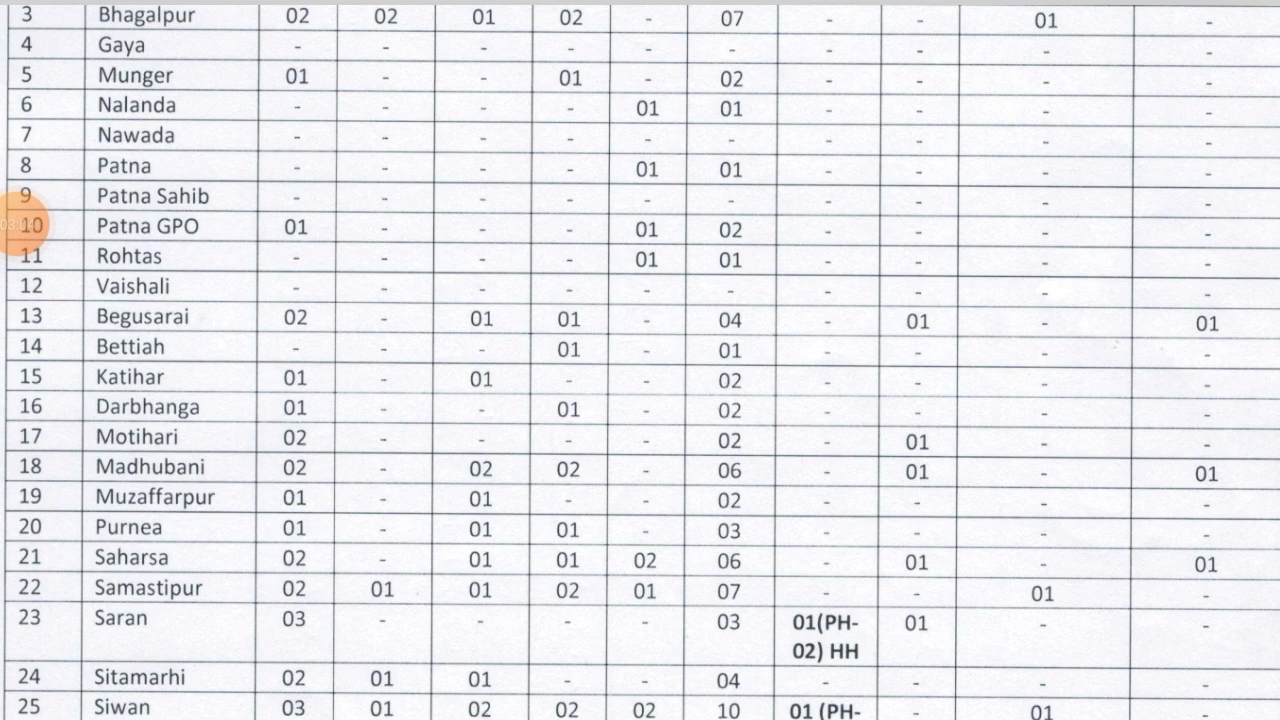 3 Bhagalpur 02 02 01 02 - 07 - - 01 -
4 Gaya - - - - - - - - - -
5 Munger 01 - - 01 - 02 - - - -
6 Nalanda - - - - 01 01 - - - -
7 Nawada - - - - - - - - - -
8 Patna - - - - 01 01 - - - -
9 Patna Sahib - - - - - - - - - -
10 Patna GPO 01 - - - 01 02 - - - -
11 Rohtas - - - - 01 01 - - - -
12 Vaishali - - - - - - - - - -
13 Begusarai 02 - 01 01 - 04 - 01 - 01
14 Bettiah - - - 01 - 01 - - - -
15 Katihar 01 - 01 - - 02 - - - -
16 Darbhanga 01 - - 01 - 02 - - - -
17 Motihari 02 - - - - 02 - 01 - -
18 Madhubani 02 - 02 02 - 06 - 01 - 01
19 Muzaffarpur 01 - 01 - - 02 - - - -
20 Purnea 01 - 01 01 - 03 - - - -
21 Saharsa 02 - 01 01 02 06 - 01 - 01
22 Samastipur 02 01 01 02 01 07 - - 01 -
23 Saran 03 - - - - 03 01(PH- 01 - -
02) HH
24 Sitamarhi 02 01 01 - - 04 - - - -
25 Siwan 03 01 02 02 02 10 01 (PH- - 01 -